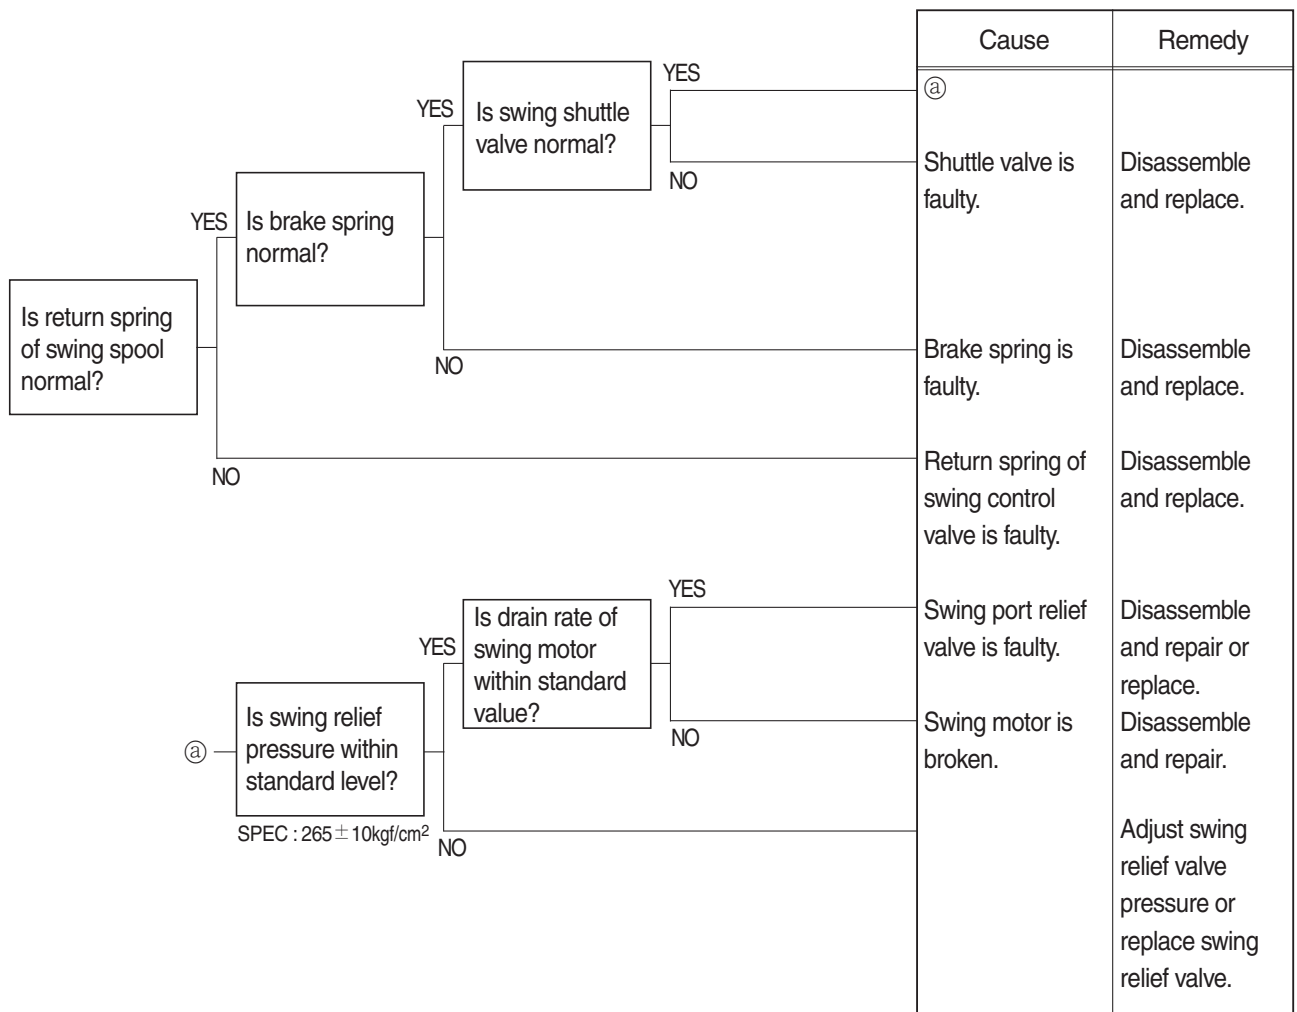 Cause
Remedy
YES
ⓐ
YES
Is swing shuttle
valve normal?
NO
Shuttle valve is
faulty.
Disassemble
and replace.
YES
Is brake spring
normal?
Is return spring
of swing spool
normal?
NO
Brake spring is
faulty.
Disassemble
and replace.
NO
Return spring of
swing control
valve is faulty.
Disassemble
and replace.
YES
Swing port relief
valve is faulty.
Disassemble
and repair or
replace.
YES
Is drain rate of
swing motor
within standard
value?
NO
Swing motor is
broken.
Disassemble
and repair.
ⓐ
Is swing relief
pressure within
standard level?
SPEC : 265±10kgf/cm²
NO
Adjust swing
relief valve
pressure or
replace swing
relief valve.